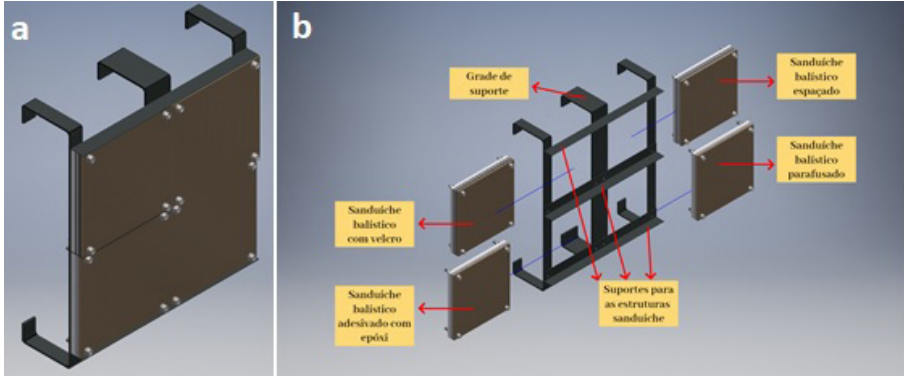 a
b
Grade de
suporte
Sanduíche
balístico
espaçado
Sanduíche
balístico
parafusado
Sanduíche
balístico
com velcro
Sanduíche
balístico
adesivado com
epóxi
Suportes para
as estruturas
sanduíche